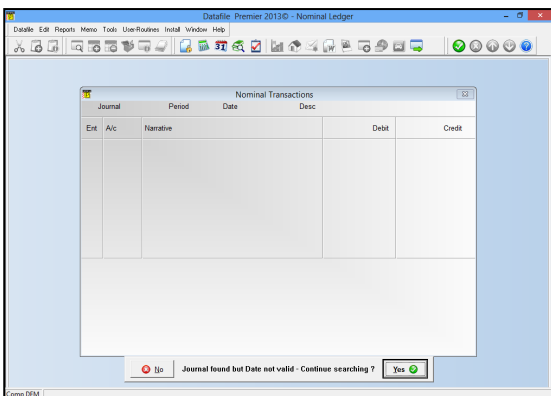 Datafile Premier 2013© - Nominal Ledger
Datafile Edit Reports Memo Tools User-Routines Install Window Help
31
Nominal Transactions
Journal Period Date Desc
Ent A/c Narrative Debit Credit
No Journal found but Date not valid - Continue searching ? Yes
Comp DEM